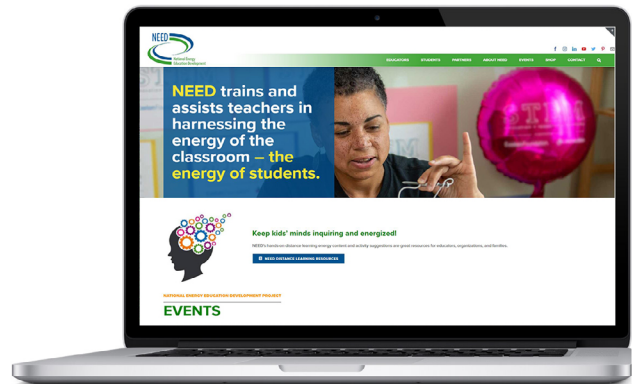 NEED
National Energy
Education Development
EDUCATORS STUDENTS PARTNERS ABOUT NEED EVENTS SHOP CONTACT
NEED trains and
assists teachers in
harnessing the
energy of the
classroom – the
energy of students.
STEM
Keep kids' minds inquiring and energized!
NEED's hands-on distance learning energy content and activity suggestions are great resources for educators, organizations, and families.
NEED DISTANCE LEARNING RESOURCES
NATIONAL ENERGY EDUCATION DEVELOPMENT PROJECT
EVENTS